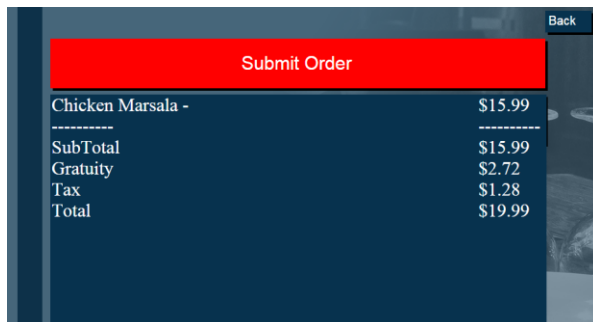 Back
Submit Order
Chicken Marsala - $15.99
---------- ----------
SubTotal $15.99
Gratuity $2.72
Tax $1.28
Total $19.99